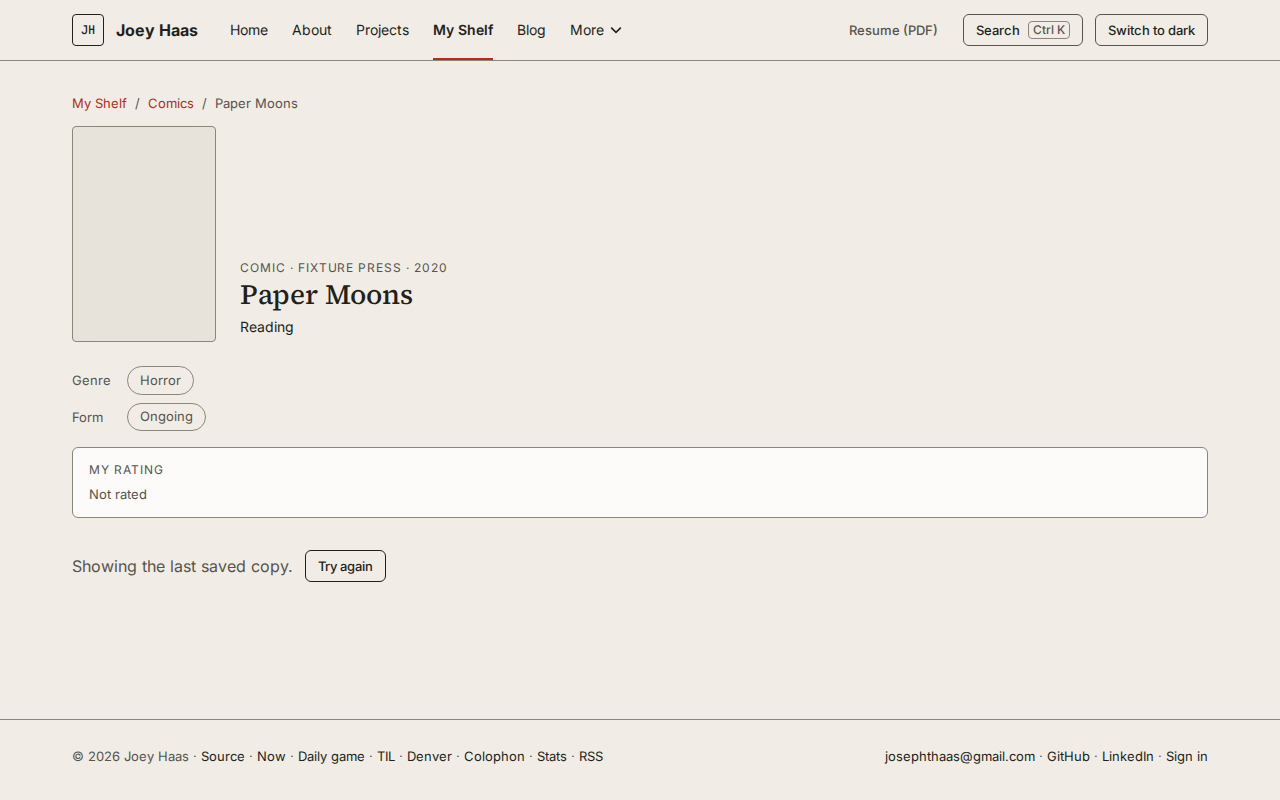 JH Joey Haas Home About Projects My Shelf Blog More Resume (PDF) Search Ctrl K Switch to dark
My Shelf / Comics / Paper Moons
COMIC · FIXTURE PRESS · 2020
Paper Moons
Reading
Genre Horror
Form Ongoing
MY RATING
Not rated
Showing the last saved copy. Try again
© 2026 Joey Haas · Source · Now · Daily game · TIL · Denver · Colophon · Stats · RSS josephthaas@gmail.com · GitHub · LinkedIn · Sign in